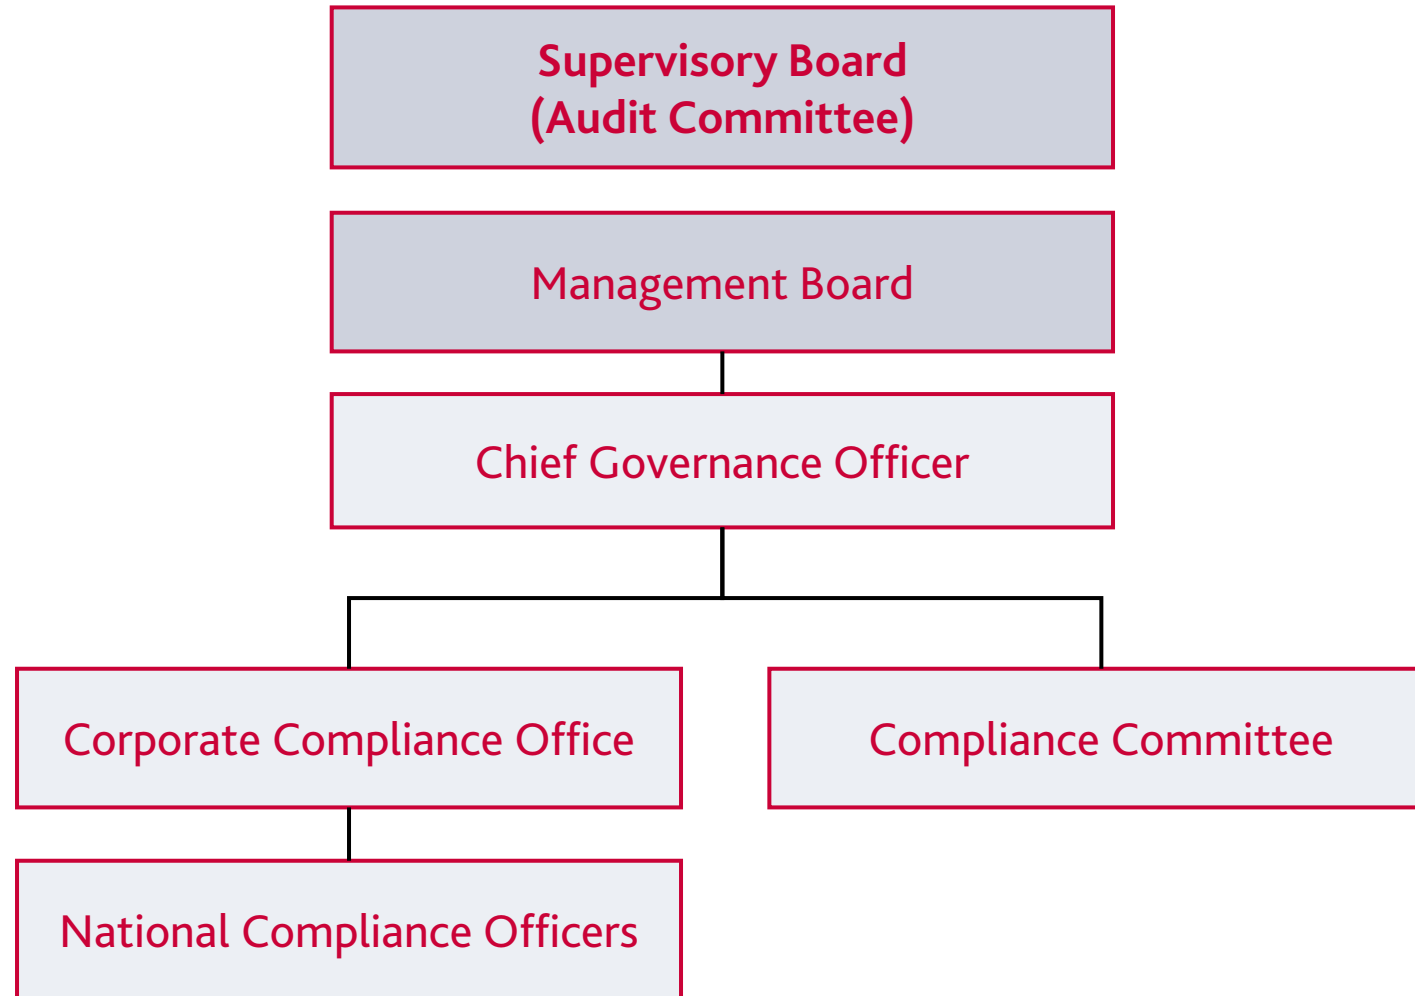 Supervisory Board
(Audit Committee)
Management Board
Chief Governance Officer
Corporate Compliance Office
Compliance Committee
National Compliance Officers